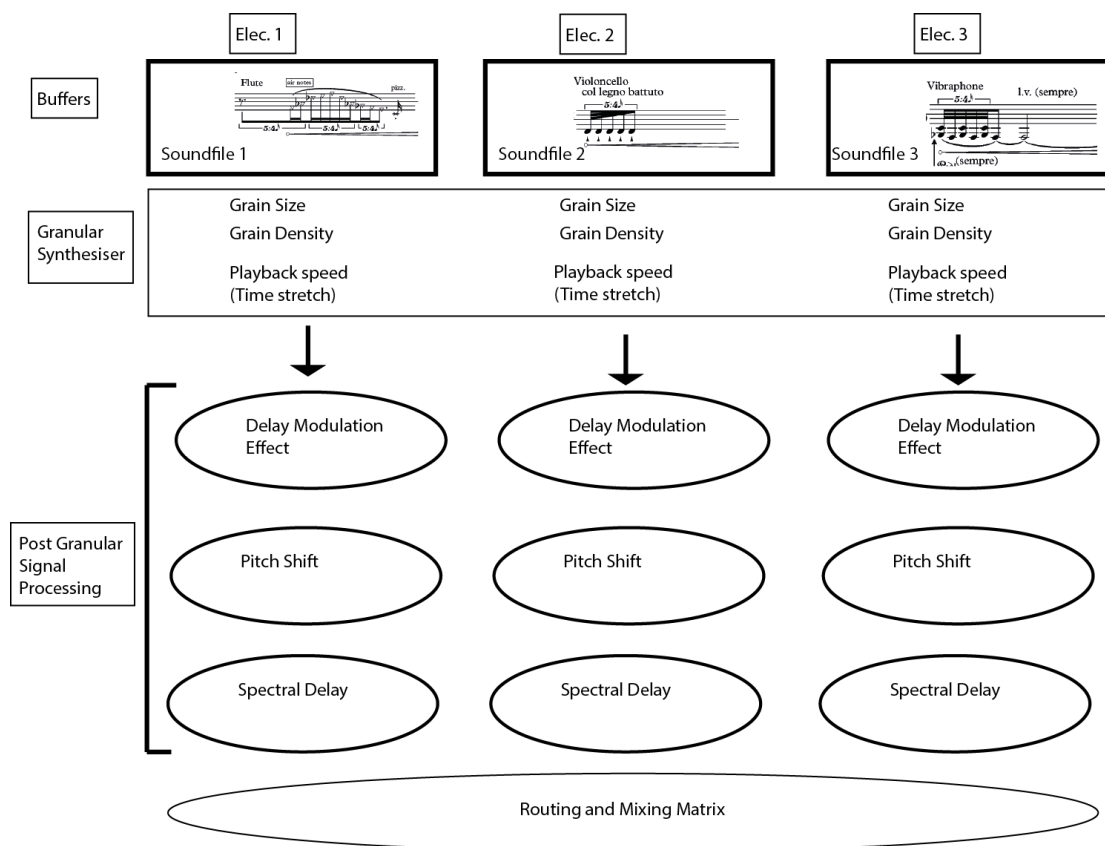 Elec. 1
Elec. 2
Elec. 3
Buffers
Flute
air notes
pizz.
5:4
5:4
5:4
Soundfile 1
Violoncello
col legno battuto
5:4
Soundfile 2
Vibraphone
l.v. (sempre)
5:4
Soundfile 3
(sempre)
Granular
Synthesiser
Grain Size
Grain Density
Playback speed
(Time stretch)
Grain Size
Grain Density
Playback speed
(Time stretch)
Grain Size
Grain Density
Playback speed
(Time stretch)
Post Granular
Signal
Processing
Delay Modulation
Effect
Delay Modulation
Effect
Delay Modulation
Effect
Pitch Shift
Pitch Shift
Pitch Shift
Spectral Delay
Spectral Delay
Spectral Delay
Routing and Mixing Matrix